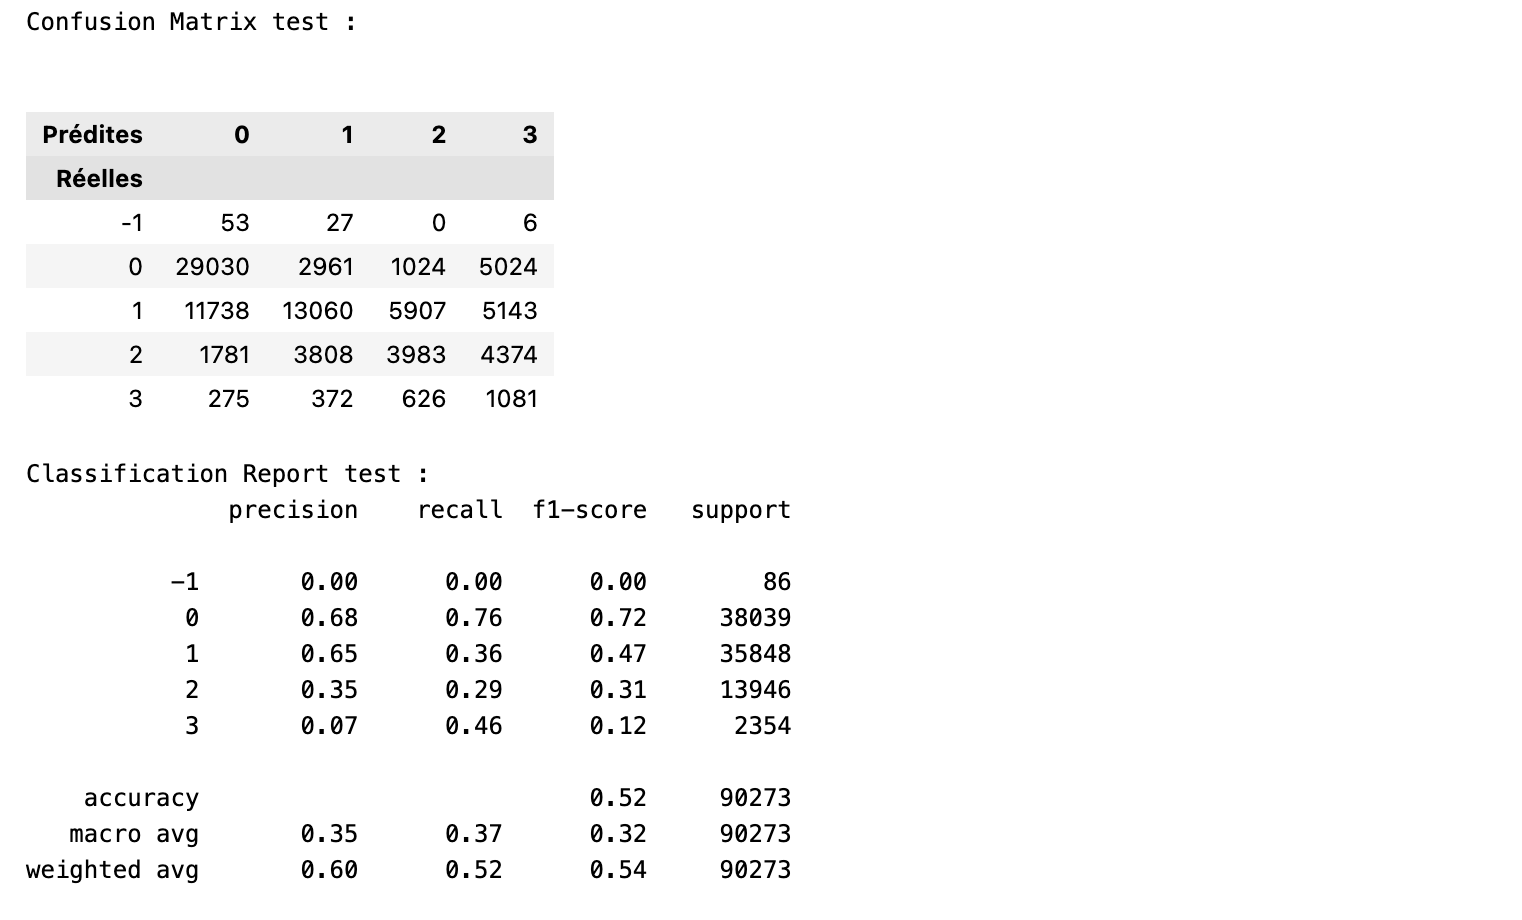 Confusion Matrix test :
Prédites 0 1 2 3
Réelles
-1 53 27 0 6
0 29030 2961 1024 5024
1 11738 13060 5907 5143
2 1781 3808 3983 4374
3 275 372 626 1081
Classification Report test :
precision recall f1-score support
-1 0.00 0.00 0.00 86
0 0.68 0.76 0.72 38039
1 0.65 0.36 0.47 35848
2 0.35 0.29 0.31 13946
3 0.07 0.46 0.12 2354
accuracy 0.52 90273
macro avg 0.35 0.37 0.32 90273
weighted avg 0.60 0.52 0.54 90273